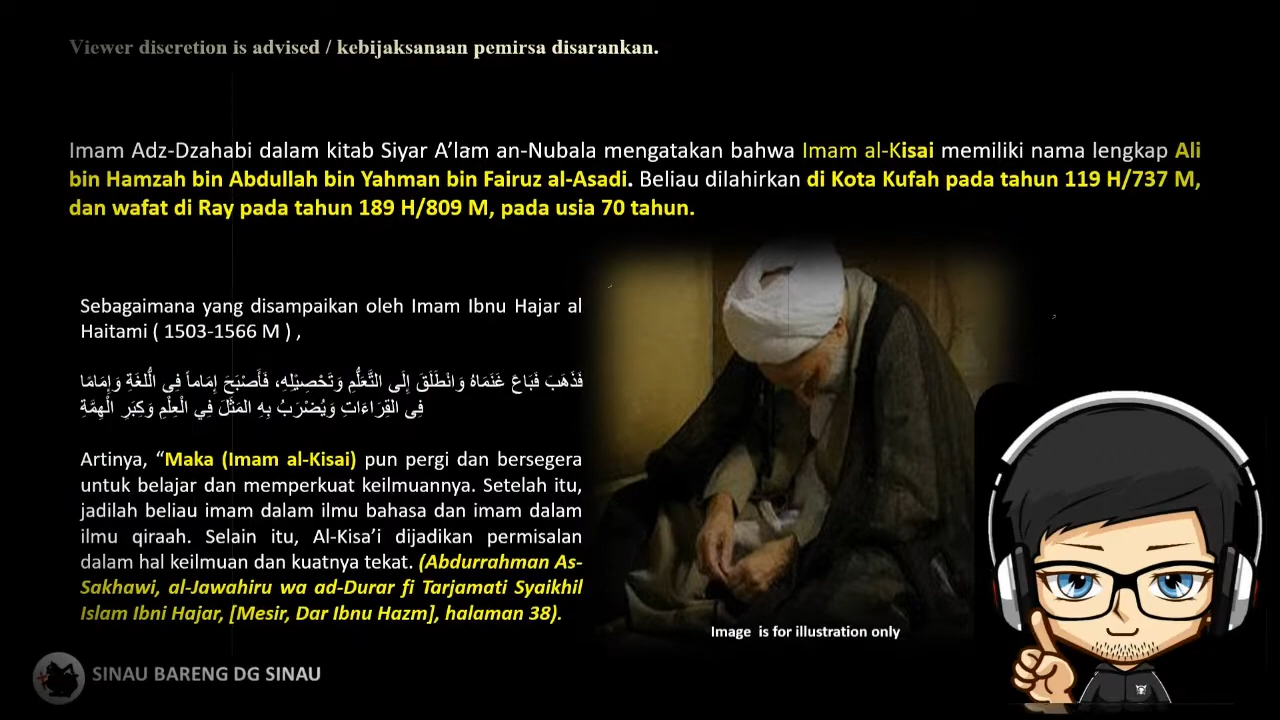 Viewer discretion is advised / kebijaksanaan pemirsa disarankan.
Imam Adz-Dzahabi dalam kitab Siyar A’lam an-Nubala mengatakan bahwa Imam al-Kisai memiliki nama lengkap Ali
bin Hamzah bin Abdullah bin Yahman bin Fairuz al-Asadi. Beliau dilahirkan di Kota Kufah pada tahun 119 H/737 M,
dan wafat di Ray pada tahun 189 H/809 M, pada usia 70 tahun.
Sebagaimana yang disampaikan oleh Imam Ibnu Hajar al
Haitami ( 1503-1566 M ) ,
فَذَهَبَ فَبَاعَ غَنَمَاهُ وَانْطَلَقَ إِلَى التَّعَلُّمِ وَتَحْصِيْلِهِ، فَأَصْبَحَ إِمَاماً فِى الُّلغَةِ وَإِمَامًا
فِى القِرَاءَاتِ وَيُضْرَبُ بِهِ المَثَلَ فِي الْعِلْمِ وَكِبَرِ الْهِمَّةِ
Artinya, “Maka (Imam al-Kisai) pun pergi dan bersegera
untuk belajar dan memperkuat keilmuannya. Setelah itu,
jadilah beliau imam dalam ilmu bahasa dan imam dalam
ilmu qiraah. Selain itu, Al-Kisa’i dijadikan permisalan
dalam hal keilmuan dan kuatnya tekat. (Abdurrahman As-
Sakhawi, al-Jawahiru wa ad-Durar fi Tarjamati Syaikhil
Islam Ibni Hajar, [Mesir, Dar Ibnu Hazm], halaman 38).
Image is for illustration only
SINAU BARENG DG SINAU